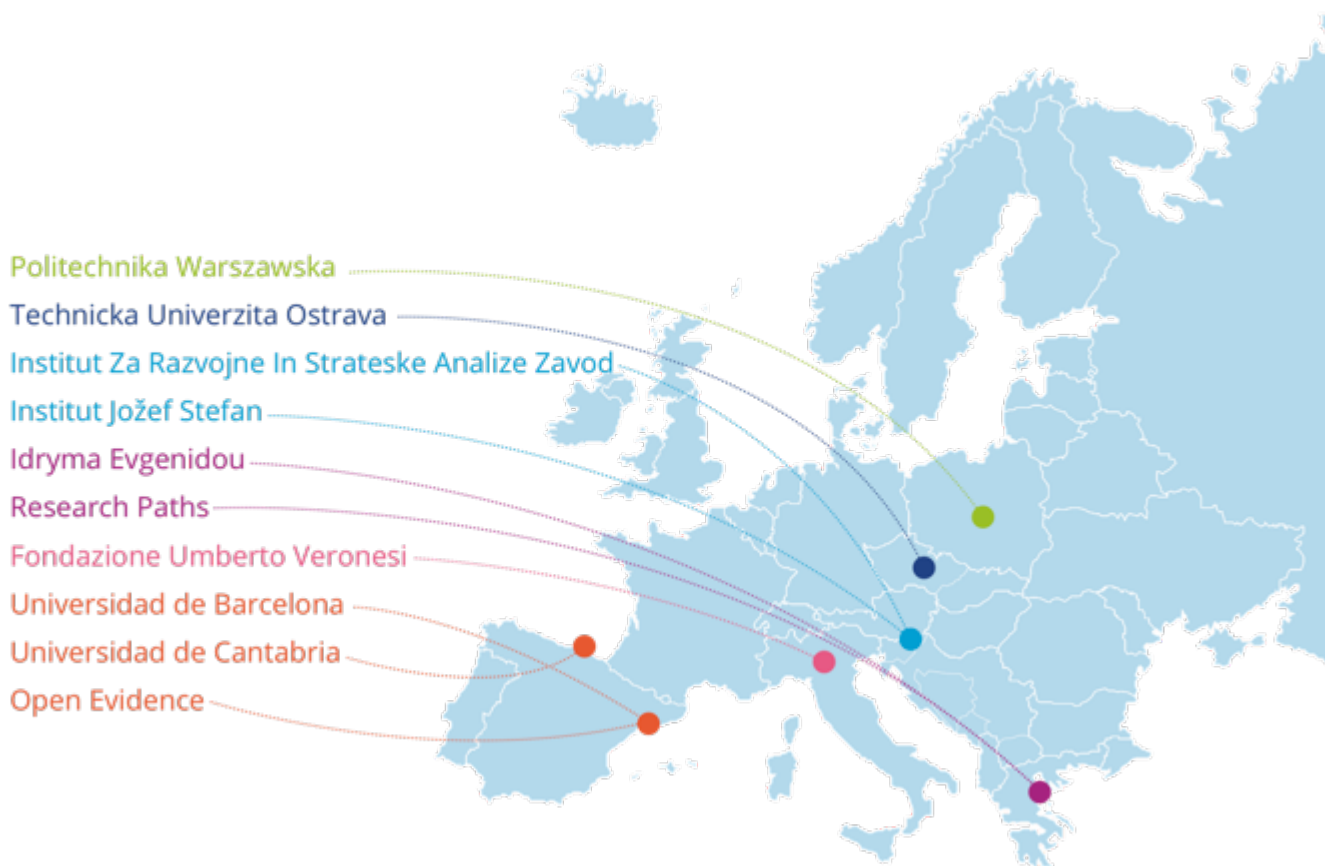 Politechnika Warszawska
Technicka Univerzita Ostrava
Institut Za Razvojne In Strateske Analize Zavod
Institut Jožef Stefan
Idryma Evgenidou
Research Paths
Fondazione Umberto Veronesi
Universidad de Barcelona
Universidad de Cantabria
Open Evidence